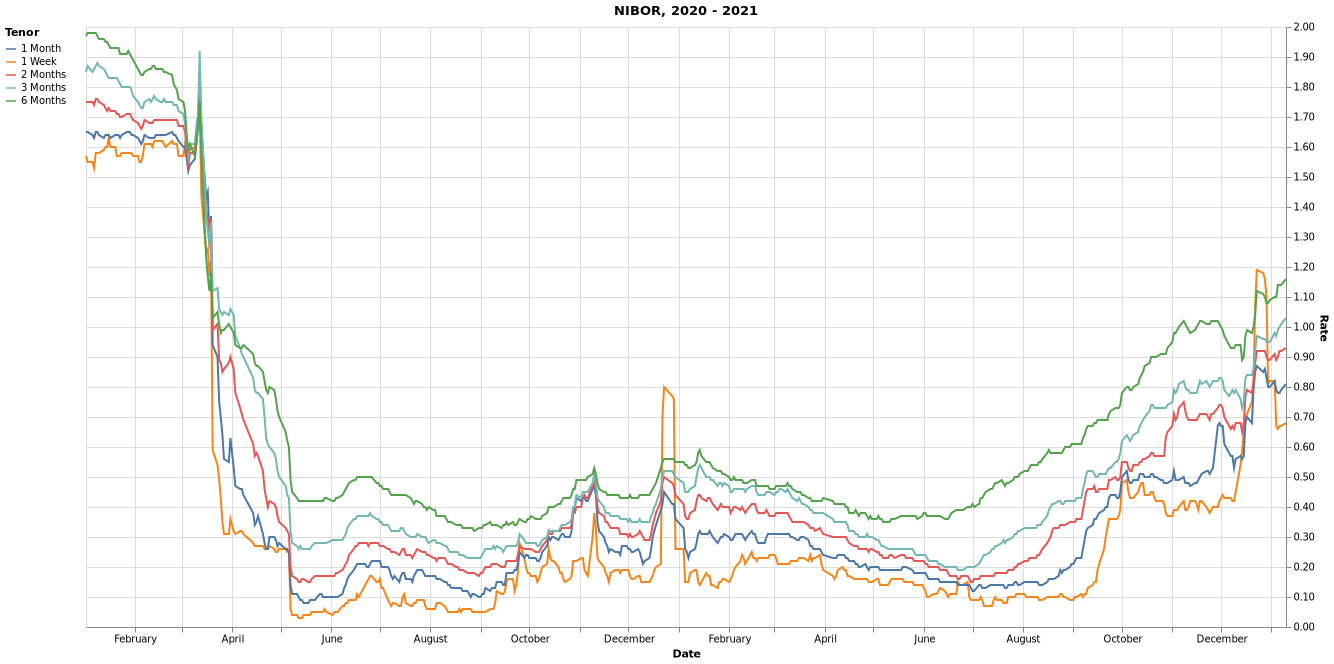 NIBOR, 2020 - 2021
Tenor
1 Month
1 Week
2 Months
3 Months
6 Months
2.00
1.90
1.80
1.70
1.60
1.50
1.40
1.30
1.20
1.10
1.00
0.90
0.80
0.70
0.60
0.50
0.40
0.30
0.20
0.10
0.00
Rate
February April June August October December February April June August October December
Date